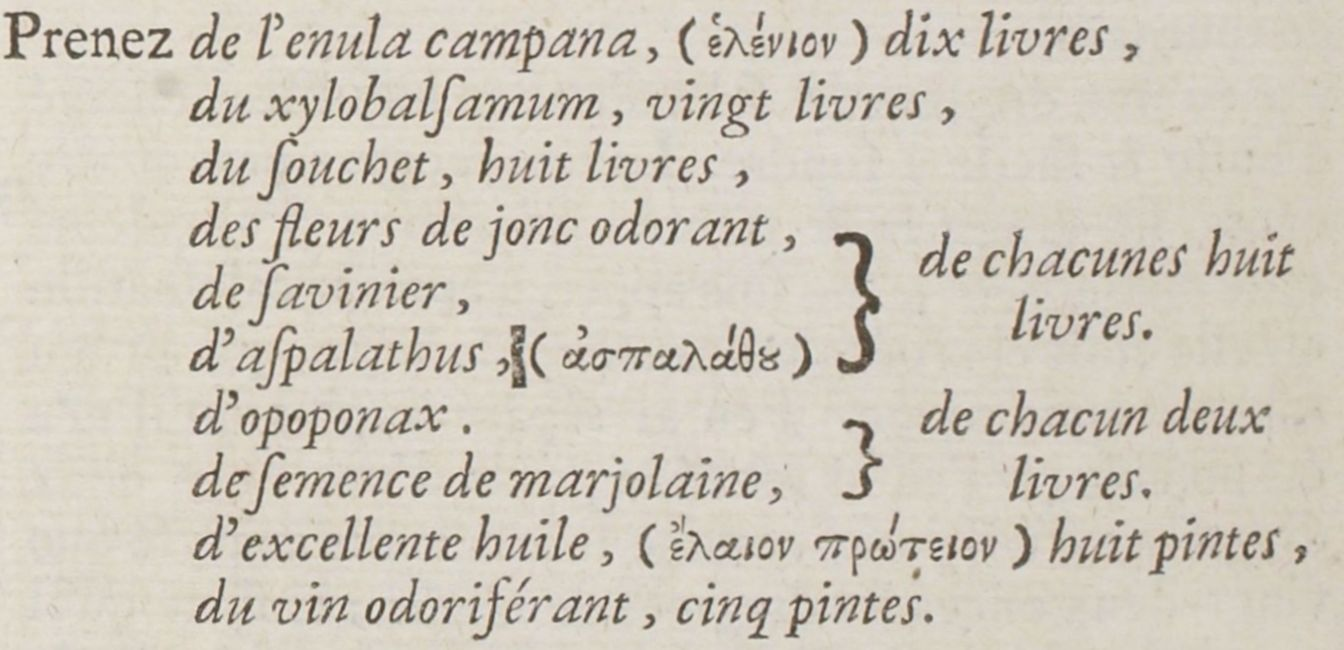 Prenez de l'enula campana, (ἑλένιον) dix livres,
du xylobalſamum, vingt livres,
du ſouchet, huit livres,
des fleurs de jonc odorant,
de ſavinier,
d'aſpalathus, (ἀσπαλάθȣ)
} de chacunes huit
livres.
d'opoponax.
de ſemence de marjolaine,
} de chacun deux
livres.
d'excellente huile, (ἔλαιον πρώτειον) huit pintes,
du vin odoriférant, cinq pintes.